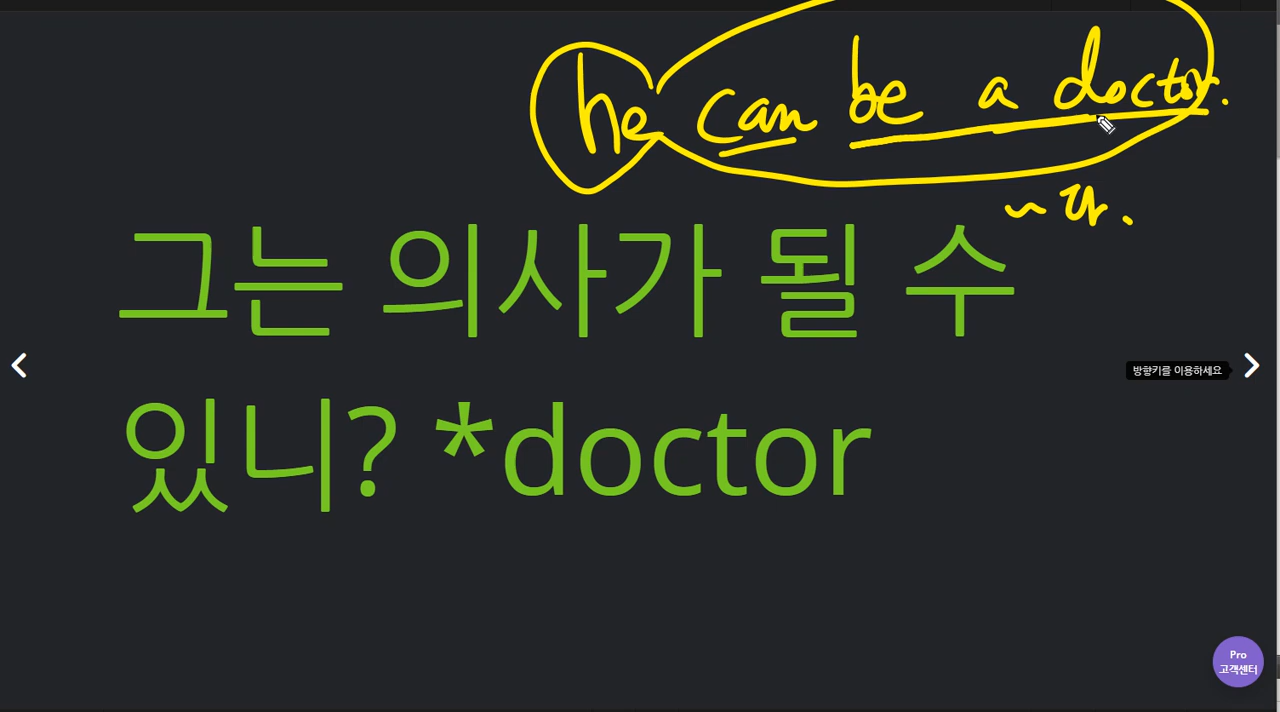 he can be a doctor.
~다.
그는 의사가 될 수
있니? *doctor
방향키를 이용하세요
Pro
고객센터